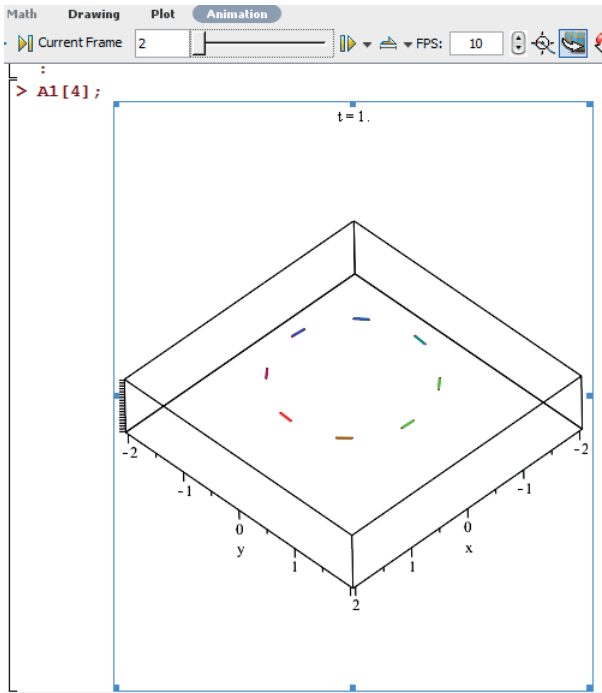 Math Drawing Plot Animation
Current Frame 2 FPS: 10
:
> A1[4];
t = 1.
-2 -2
-1 -1
0 0
y x
1 1
2